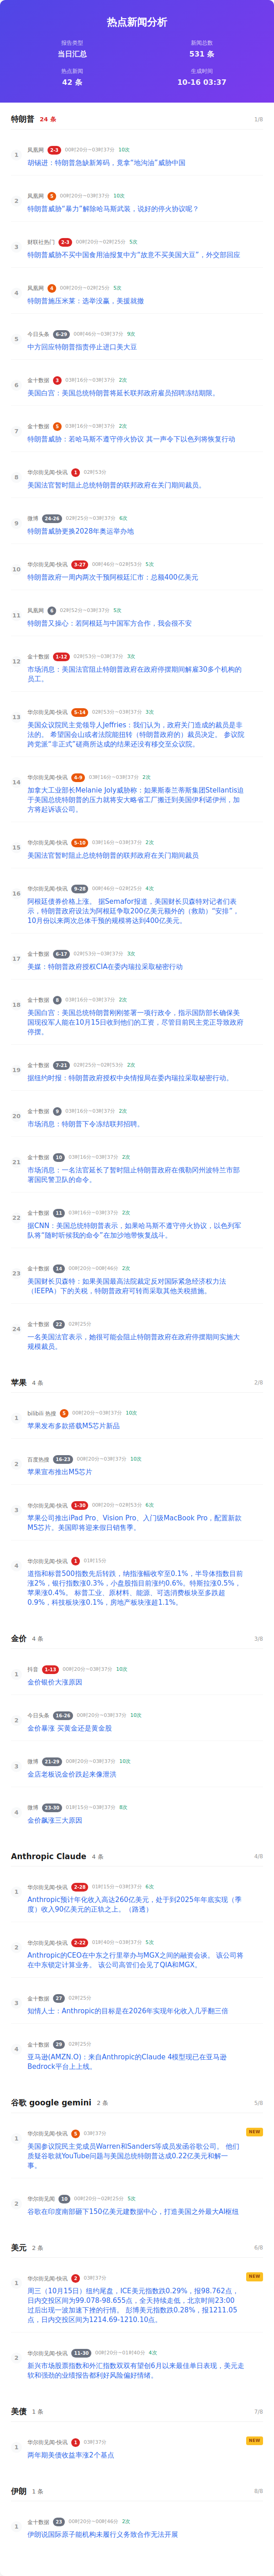 热点新闻分析
报告类型
当日汇总
新闻总数
531 条
热点新闻
42 条
生成时间
10-16 03:37
特朗普 24 条 1/8
1
凤凰网 2-3 00时20分~03时37分 10次
胡锡进：特朗普急缺新筹码，竟拿“地沟油”威胁中国
2
凤凰网 5 00时20分~03时37分 10次
特朗普威胁“暴力”解除哈马斯武装，说好的停火协议呢？
3
财联社热门 2-3 00时20分~02时25分 5次
特朗普威胁不买中国食用油报复中方“故意不买美国大豆”，外交部回应
4
凤凰网 4 00时20分~02时25分 5次
特朗普施压米莱：选举没赢，美援就撤
5
今日头条 6-29 00时46分~03时37分 9次
中方回应特朗普指责停止进口美大豆
6
金十数据 3 03时16分~03时37分 2次
美国白宫：美国总统特朗普将延长联邦政府雇员招聘冻结期限。
7
金十数据 5 03时16分~03时37分 2次
特朗普威胁：若哈马斯不遵守停火协议 其一声令下以色列将恢复行动
8
华尔街见闻-快讯 1 02时53分
美国法官暂时阻止总统特朗普的联邦政府在关门期间裁员。
9
微博 24-26 02时25分~03时37分 6次
特朗普威胁更换2028年奥运举办地
10
华尔街见闻-快讯 3-27 00时46分~02时53分 5次
特朗普政府一周内两次干预阿根廷汇市：总额400亿美元
11
凤凰网 6 02时52分~03时37分 5次
特朗普又操心：若阿根廷与中国军方合作，我会很不安
12
金十数据 1-12 02时53分~03时37分 3次
市场消息：美国法官阻止特朗普政府在政府停摆期间解雇30多个机构的
员工。
13
华尔街见闻-快讯 5-14 02时53分~03时37分 3次
美国众议院民主党领导人Jeffries：我们认为，政府关门造成的裁员是非
法的。 希望国会山或者法院能扭转（特朗普政府的）裁员决定。 参议院
跨党派“非正式”磋商所达成的结果还没有移交至众议院。
14
华尔街见闻-快讯 4-9 03时16分~03时37分 2次
加拿大工业部长Melanie Joly威胁称：如果斯泰兰蒂斯集团Stellantis迫
于美国总统特朗普的压力就将安大略省工厂搬迁到美国伊利诺伊州，加
方将起诉该公司。
15
华尔街见闻-快讯 5-10 03时16分~03时37分 2次
美国法官暂时阻止总统特朗普的联邦政府在关门期间裁员
16
华尔街见闻-快讯 9-28 00时46分~02时25分 4次
阿根廷债券价格上涨。 据Semafor报道，美国财长贝森特对记者们表
示，特朗普政府设法为阿根廷争取200亿美元额外的（救助）“安排”，
10月份以来两次总体干预的规模将达到400亿美元。
17
金十数据 6-17 02时53分~03时37分 3次
美媒：特朗普政府授权CIA在委内瑞拉采取秘密行动
18
金十数据 8 03时16分~03时37分 2次
美国白宫：美国总统特朗普刚刚签署一项行政令，指示国防部长确保美
国现役军人能在10月15日收到他们的工资，尽管目前民主党正导致政府
停摆。
19
金十数据 7-21 02时25分~02时53分 2次
据纽约时报：特朗普政府授权中央情报局在委内瑞拉采取秘密行动。
20
金十数据 9 03时16分~03时37分 2次
市场消息：特朗普下令冻结联邦招聘。
21
金十数据 10 03时16分~03时37分 2次
市场消息：一名法官延长了暂时阻止特朗普政府在俄勒冈州波特兰市部
署国民警卫队的命令。
22
金十数据 11 03时16分~03时37分 2次
据CNN：美国总统特朗普表示，如果哈马斯不遵守停火协议，以色列军
队将“随时听候我的命令”在加沙地带恢复战斗。
23
金十数据 14 00时20分~00时46分 2次
美国财长贝森特：如果美国最高法院裁定反对国际紧急经济权力法
（IEEPA）下的关税，特朗普政府可转而采取其他关税措施。
24
金十数据 22 02时25分
一名美国法官表示，她很可能会阻止特朗普政府在政府停摆期间实施大
规模裁员。
苹果 4 条 2/8
1
bilibili 热搜 5 00时20分~03时37分 10次
苹果发布多款搭载M5芯片新品
2
百度热搜 16-23 00时20分~03时37分 10次
苹果宣布推出M5芯片
3
华尔街见闻-快讯 1-30 00时20分~02时53分 6次
苹果公司推出iPad Pro、Vision Pro、入门级MacBook Pro，配置新款
M5芯片。美国即将迎来假日销售季。
4
华尔街见闻-快讯 1 01时15分
道指和标普500指数先后转跌，纳指涨幅收窄至0.1%，半导体指数目前
涨2%，银行指数涨0.3%，小盘股指目前涨约0.6%。特斯拉涨0.5%，
苹果涨0.4%。 标普工业、原材料、能源、可选消费板块至多跌超
0.9%，科技板块涨0.1%，房地产板块涨超1.1%。
金价 4 条 3/8
1
抖音 1-13 00时20分~03时37分 10次
金价银价大涨原因
2
今日头条 16-26 00时20分~03时37分 10次
金价暴涨 买黄金还是黄金股
3
微博 21-29 00时20分~03时37分 10次
金店老板说金价跌起来像泄洪
4
微博 23-30 01时15分~03时37分 8次
金价飙涨三大原因
Anthropic Claude 4 条 4/8
1
华尔街见闻-快讯 2-28 01时15分~03时37分 6次
Anthropic预计年化收入高达260亿美元，处于到2025年年底实现（季
度）收入90亿美元的正轨之上。（路透）
2
华尔街见闻-快讯 2-22 01时40分~03时37分 5次
Anthropic的CEO在中东之行里举办与MGX之间的融资会谈。 该公司将
在中东锁定计算业务。 该公司高管们会见了QIA和MGX。
3
金十数据 27 02时25分
知情人士：Anthropic的目标是在2026年实现年化收入几乎翻三倍
4
金十数据 29 02时25分
亚马逊(AMZN.O)：来自Anthropic的Claude 4模型现已在亚马逊
Bedrock平台上上线。
谷歌 google gemini 2 条 5/8
NEW
1
华尔街见闻-快讯 5 03时37分
美国参议院民主党成员Warren和Sanders等成员发函谷歌公司。 他们
质疑谷歌就YouTube问题与美国总统特朗普达成0.22亿美元和解一
事。
2
华尔街见闻 10 00时20分~02时25分 5次
谷歌在印度南部砸下150亿美元建数据中心，打造美国之外最大AI枢纽
美元 2 条 6/8
NEW
1
华尔街见闻-快讯 2 03时37分
周三（10月15日）纽约尾盘，ICE美元指数跌0.29%，报98.762点，
日内交投区间为99.078-98.655点，全天持续走低，北京时间23:00
过后出现一波加速下挫的行情。 彭博美元指数跌0.28%，报1211.05
点，日内交投区间为1214.69-1210.10点。
2
华尔街见闻-快讯 11-30 00时20分~01时40分 4次
新兴市场股票指数和外汇指数双双有望创6月以来最佳单日表现，美元走
软和强劲的业绩报告都利好风险偏好情绪。
美债 1 条 7/8
NEW
1
华尔街见闻-快讯 1 03时37分
两年期美债收益率涨2个基点
伊朗 1 条 8/8
1
金十数据 23 00时20分~00时46分 2次
伊朗说国际原子能机构未履行义务致合作无法开展